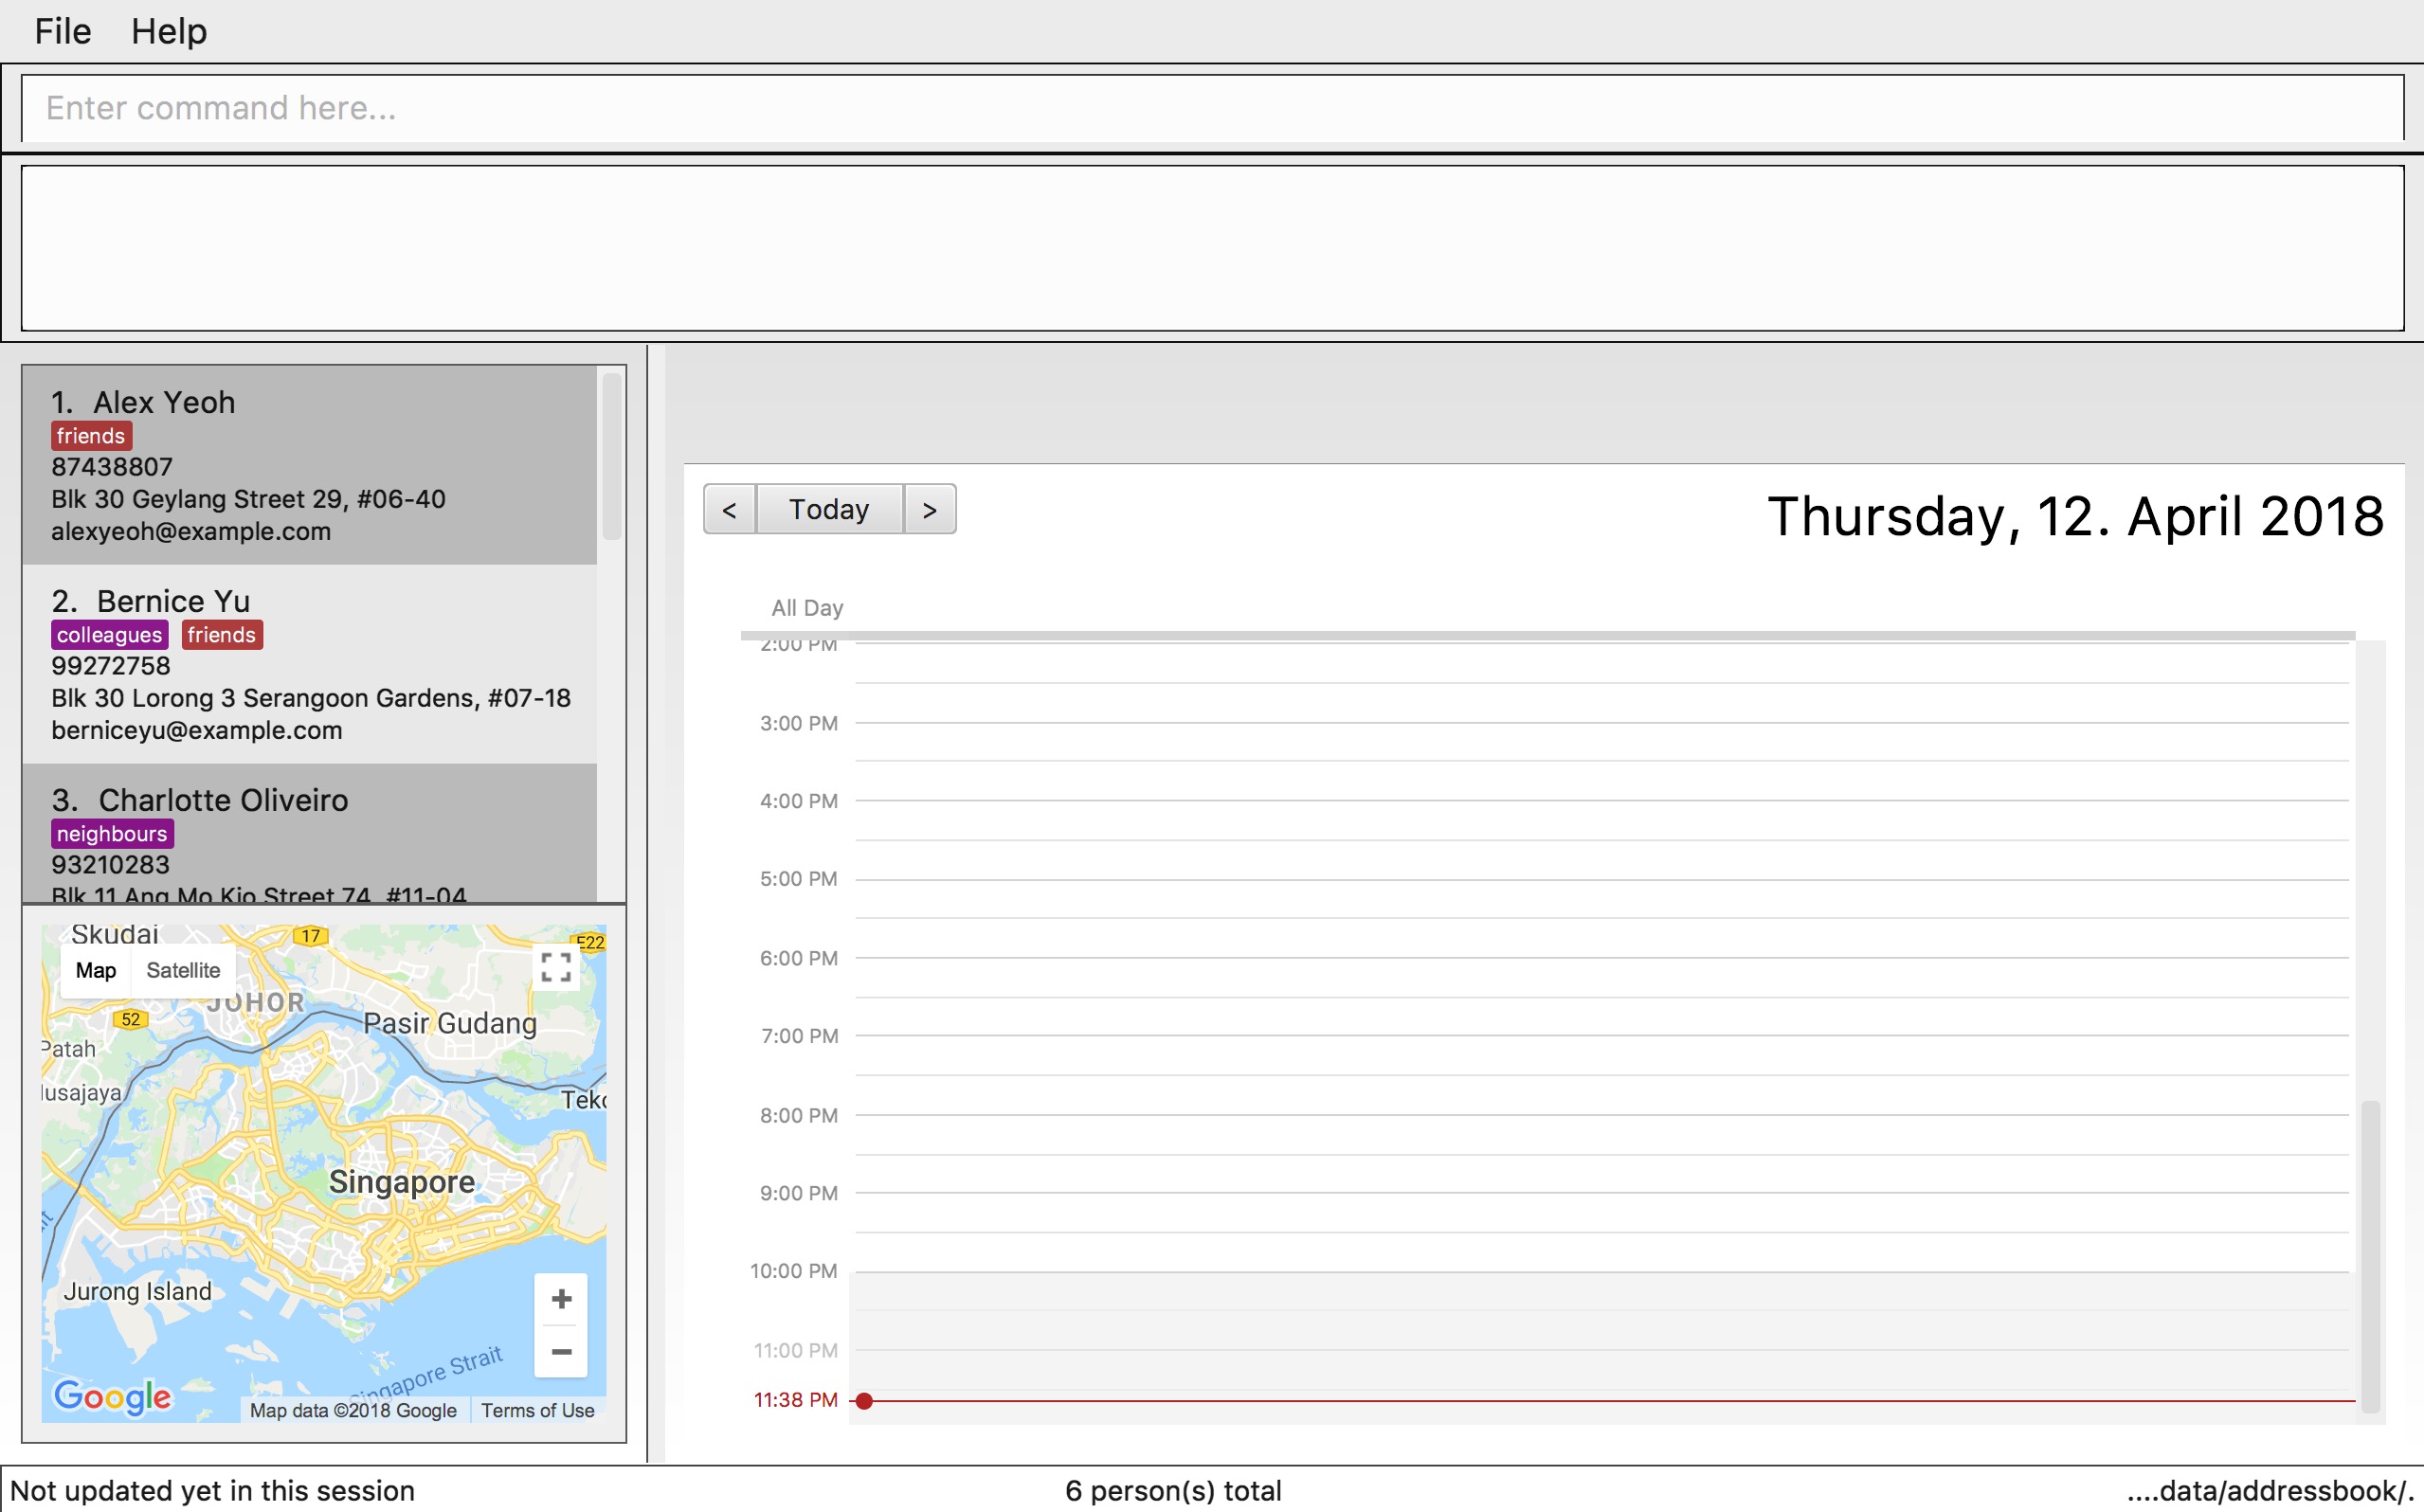 File Help
Enter command here...
1. Alex Yeoh
friends
87438807
Blk 30 Geylang Street 29, #06-40
alexyeoh@example.com
2. Bernice Yu
colleagues friends
99272758
Blk 30 Lorong 3 Serangoon Gardens, #07-18
berniceyu@example.com
3. Charlotte Oliveiro
neighbours
93210283
Blk 11 Ang Mo Kio Street 74, #11-04
Skudai
17
E22
Map Satellite
JOHOR
52
Pasir Gudang
Patah
lusajaya
Teko
Singapore
Jurong Island
+
−
Singapore Strait
Google
Map data ©2018 Google Terms of Use
< Today >
Thursday, 12. April 2018
All Day
2:00 PM
3:00 PM
4:00 PM
5:00 PM
6:00 PM
7:00 PM
8:00 PM
9:00 PM
10:00 PM
11:00 PM
11:38 PM
Not updated yet in this session
6 person(s) total
....data/addressbook/.